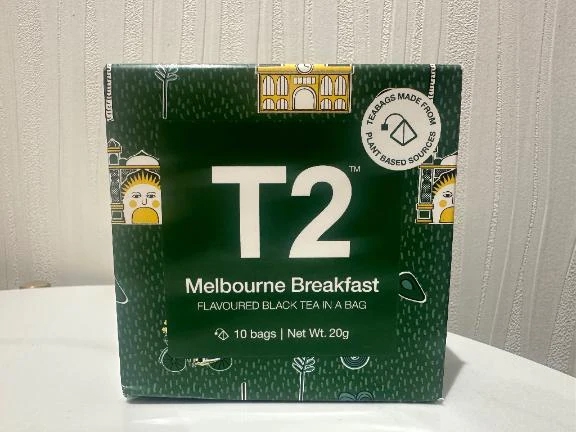 TEABAGS MADE FROM
PLANT BASED SOURCES
T2™
Melbourne Breakfast
FLAVOURED BLACK TEA IN A BAG
10 bags | Net Wt. 20g